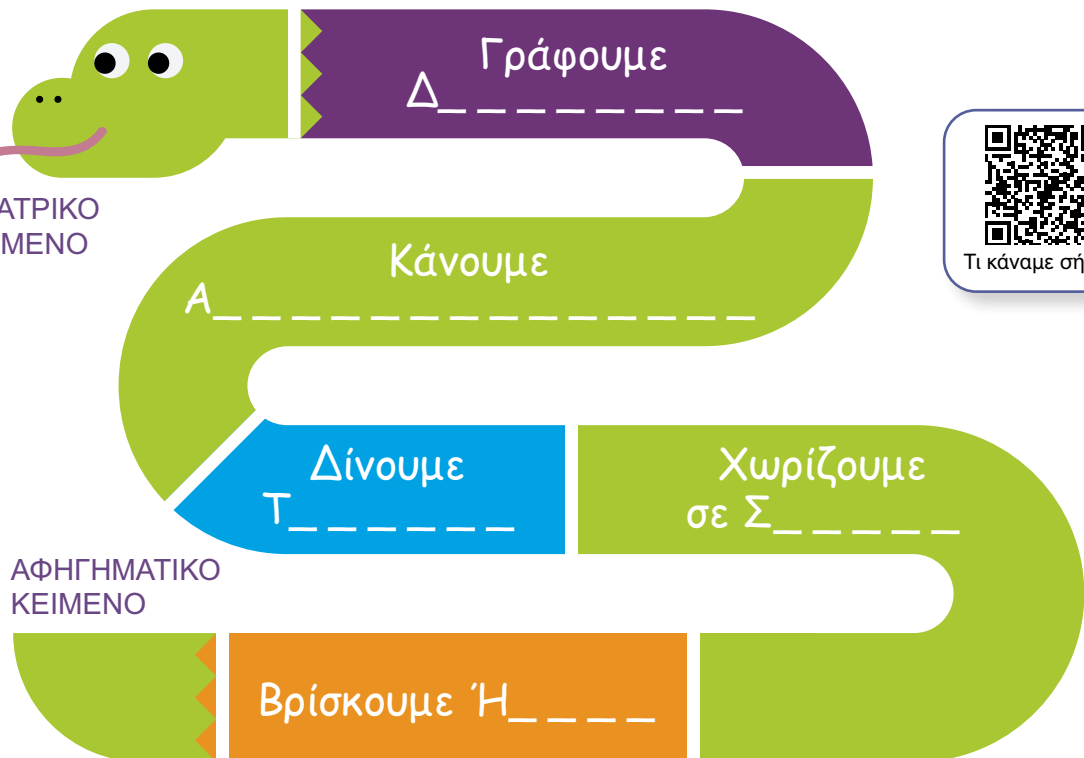 Γράφουμε
Δ_ _ _ _ _ _ _ _
ΑΤΡΙΚΟ
ΜΕΝΟ
Κάνουμε
Α_ _ _ _ _ _ _ _ _ _ _ _ _ _
Τι κάναμε σή
Δίνουμε
Τ_ _ _ _ _ _
Χωρίζουμε
σε Σ_ _ _ _ _
ΑΦΗΓΗΜΑΤΙΚΟ
ΚΕΙΜΕΝΟ
Βρίσκουμε Ή_ _ _ _